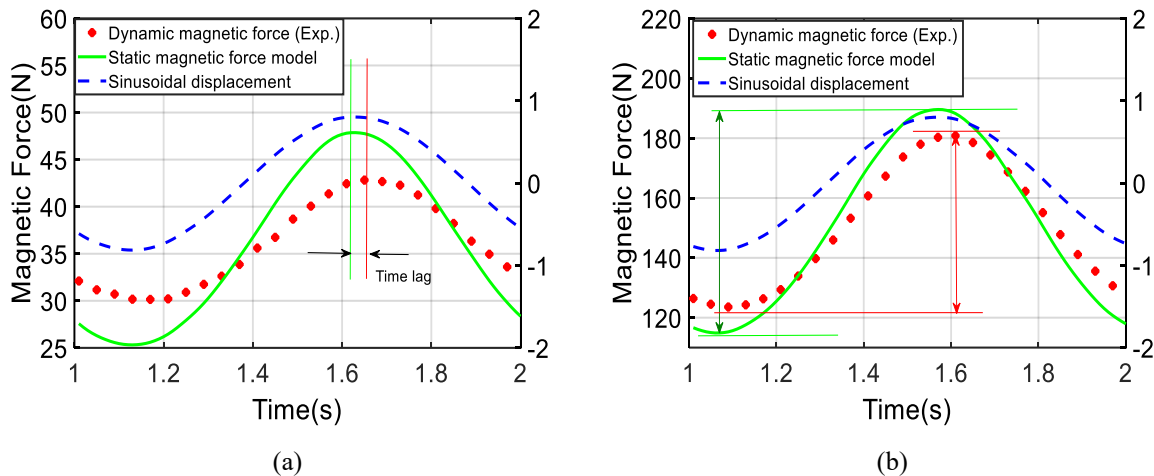 60
55
50
45
40
35
30
25
Magnetic Force(N)
Dynamic magnetic force (Exp.)
Static magnetic force model
Sinusoidal displacement
Time lag
2
1
0
-1
-2
1 1.2 1.4 1.6 1.8 2
Time(s)
(a)
220
200
180
160
140
120
Magnetic Force(N)
Dynamic magnetic force (Exp.)
Static magnetic force model
Sinusoidal displacement
2
1
0
-1
-2
1 1.2 1.4 1.6 1.8 2
Time(s)
(b)